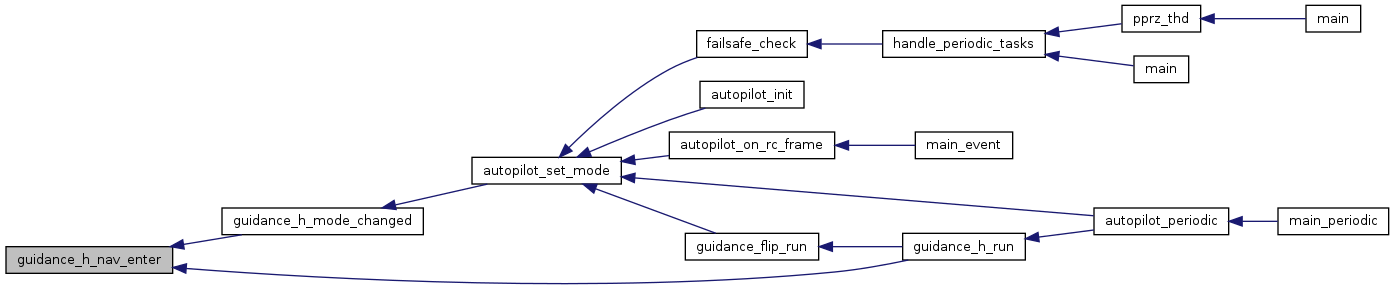 pprz_thd
main
failsafe_check
handle_periodic_tasks
main
autopilot_init
autopilot_on_rc_frame
main_event
autopilot_set_mode
guidance_h_mode_changed
autopilot_periodic
main_periodic
guidance_flip_run
guidance_h_run
guidance_h_nav_enter